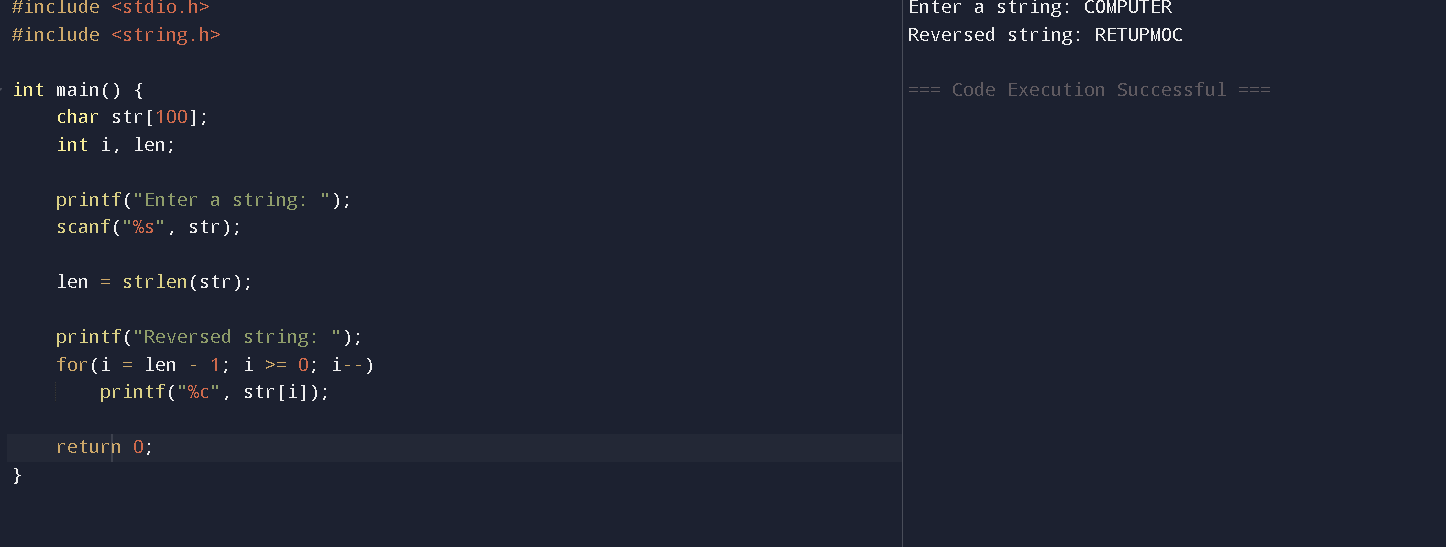 #include <stdio.h>
#include <string.h>

int main() {
    char str[100];
    int i, len;

    printf("Enter a string: ");
    scanf("%s", str);

    len = strlen(str);

    printf("Reversed string: ");
    for(i = len - 1; i >= 0; i--)
        printf("%c", str[i]);

    return 0;
}
Enter a string: COMPUTER
Reversed string: RETUPMOC

=== Code Execution Successful ===